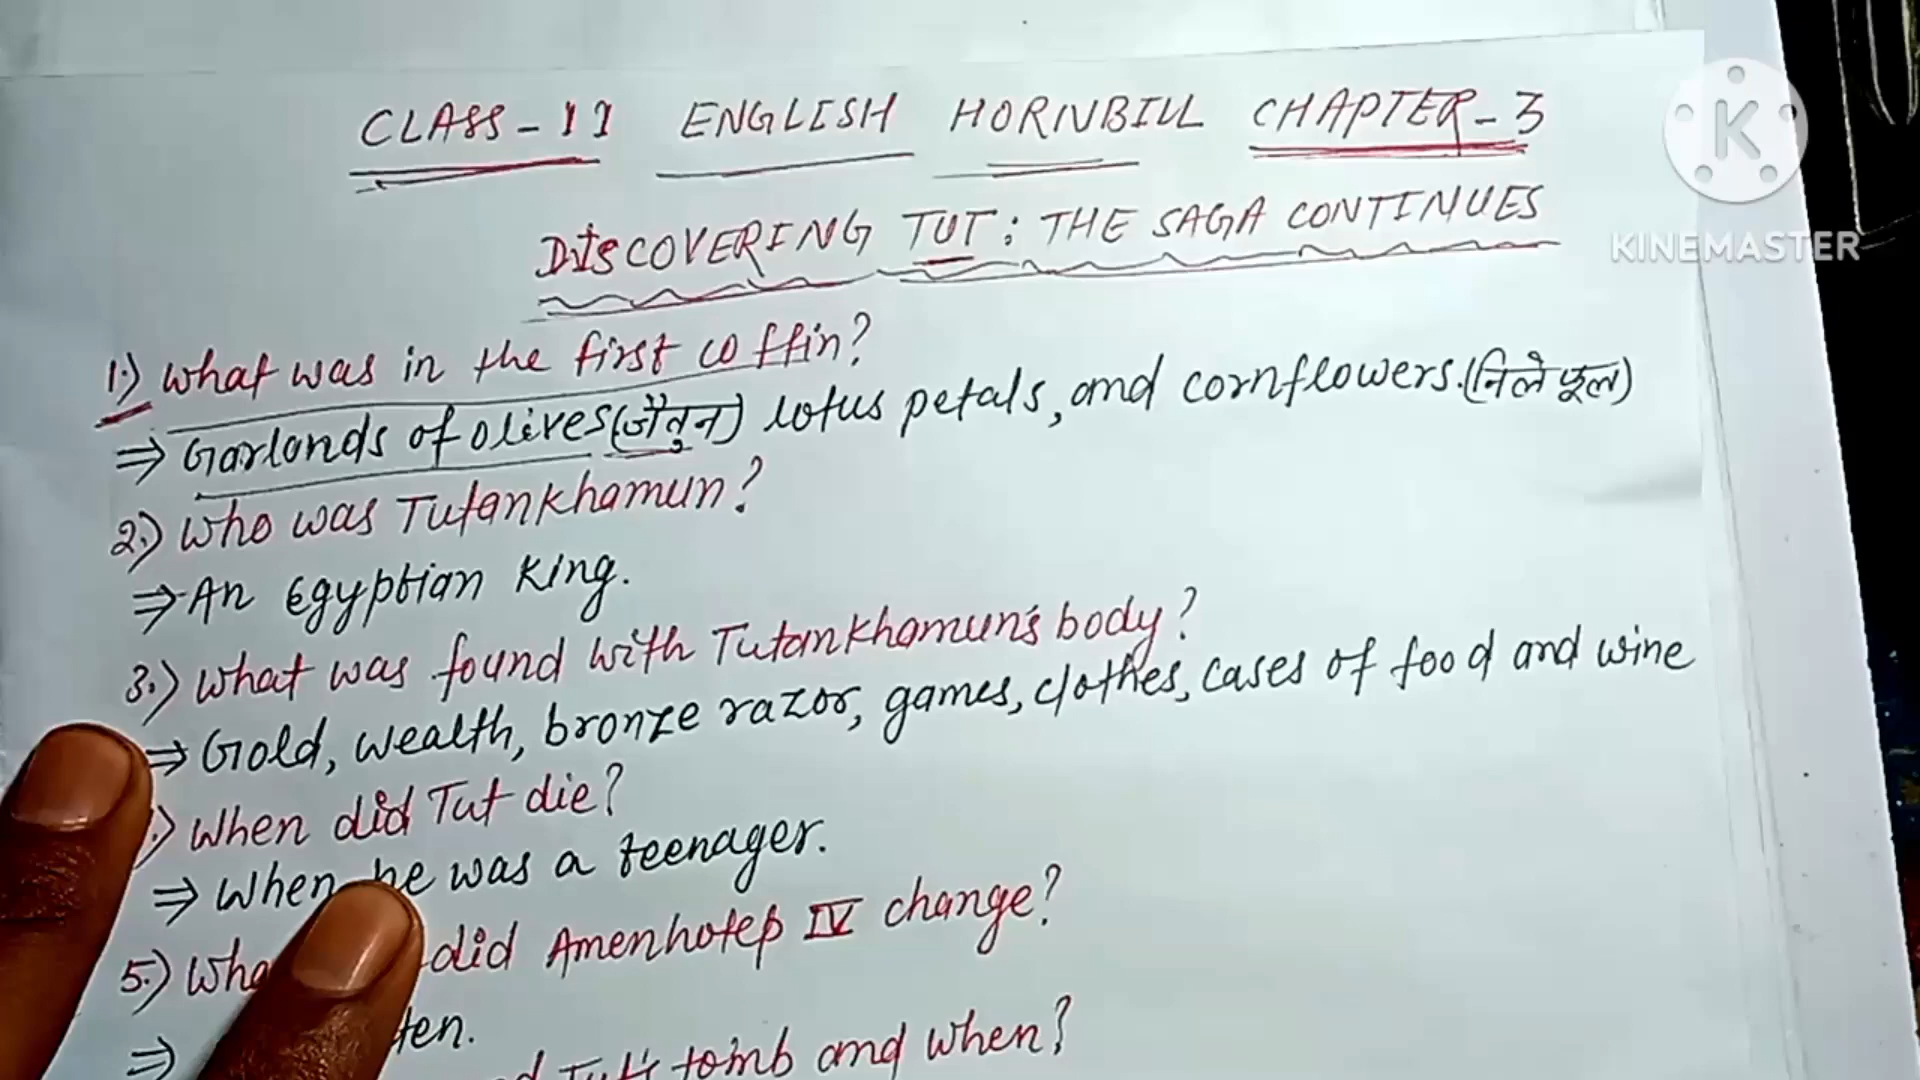 CLASS-11 ENGLISH HORNBILL CHAPTER-3
K
KINEMASTER
DISCOVERING TUT: THE SAGA CONTINUES
1.) What was in the first coffin?
⇒ Garlands of olives(जैतून) lotus petals, and cornflowers.(निले फूल)
2.) Who was Tutankhamun?
⇒ An Egyptian King.
3.) What was found with Tutankhamun's body?
⇒ Gold, wealth, bronze razor, games, clothes, cases of food and wine
.) When did Tut die?
⇒ When he was a teenager.
5.) did Amenhotep IV change?
⇒
Tut's tomb and when?